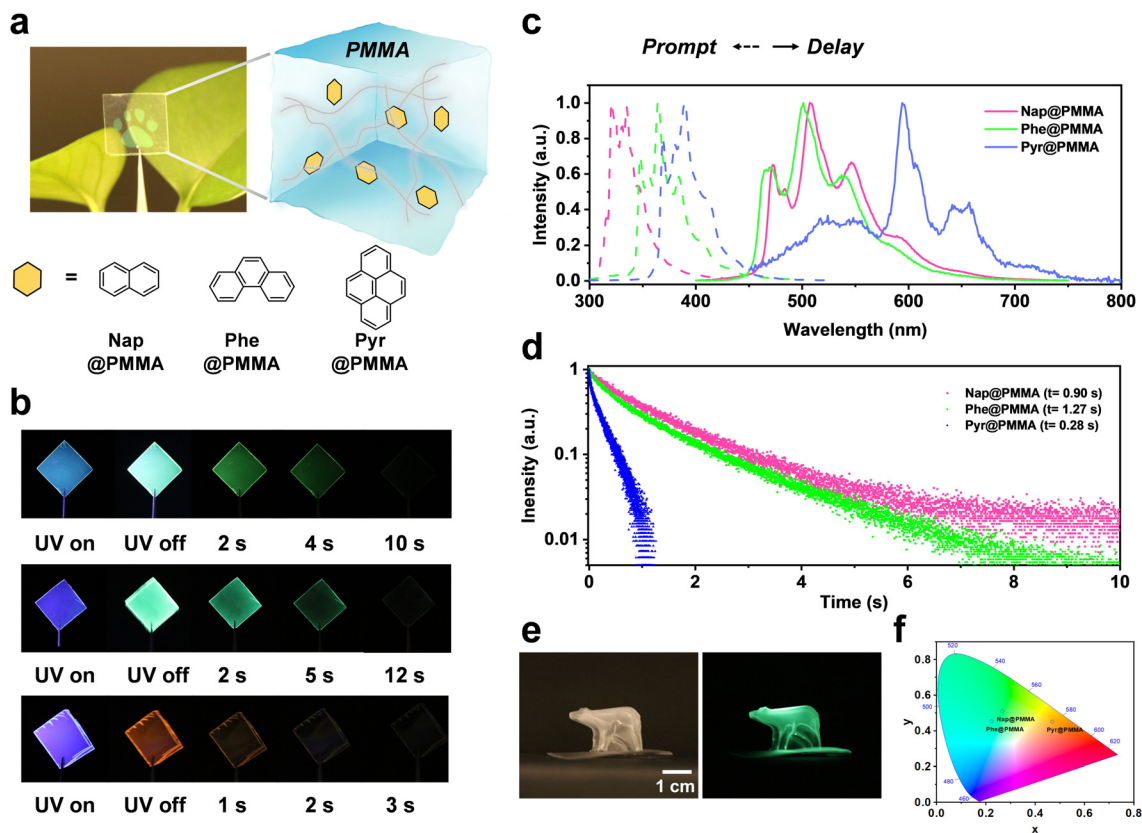 a
PMMA
=
Nap
@PMMA
Phe
@PMMA
Pyr
@PMMA
b
UV on UV off 2 s 4 s 10 s
UV on UV off 2 s 5 s 12 s
UV on UV off 1 s 2 s 3 s
c
Prompt Delay
Intensity (a.u.)
1.0
0.8
0.6
0.4
0.2
0.0
Nap@PMMA
Phe@PMMA
Pyr@PMMA
300 400 500 600 700 800
Wavelength (nm)
d
Inensity (a.u.)
1
0.1
0.01
Nap@PMMA (t= 0.90 s)
Phe@PMMA (t= 1.27 s)
Pyr@PMMA (t= 0.28 s)
0 2 4 6 8 10
Time (s)
e
1 cm
f
y
0.8
0.6
0.4
0.2
0.0
520
540
560
500
580
600
620
480
460
Nap@PMMA
Phe@PMMA
Pyr@PMMA
0.0 0.2 0.4 0.6 0.8
x